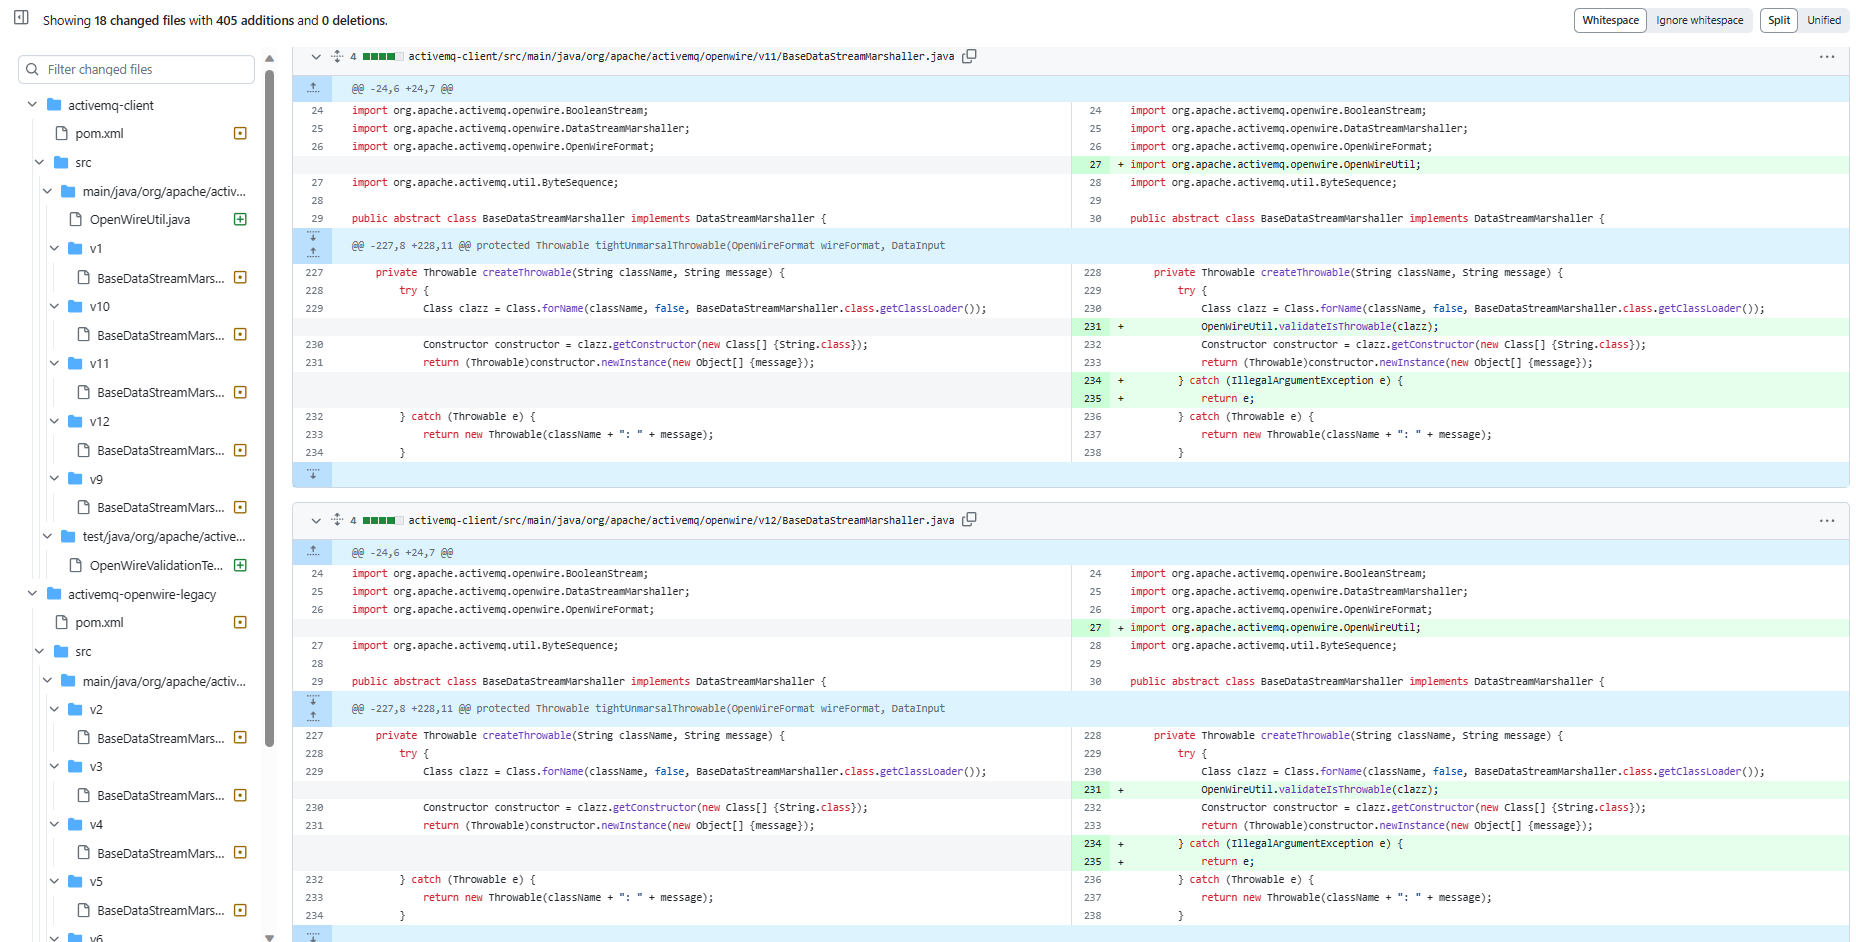 Showing 18 changed files with 405 additions and 0 deletions.
Whitespace Ignore whitespace Split Unified
Filter changed files
activemq-client
pom.xml
src
main/java/org/apache/activ...
OpenWireUtil.java
v1
BaseDataStreamMars...
v10
BaseDataStreamMars...
v11
BaseDataStreamMars...
v12
BaseDataStreamMars...
v9
BaseDataStreamMars...
test/java/org/apache/active...
OpenWireValidationTe...
activemq-openwire-legacy
pom.xml
src
main/java/org/apache/activ...
v2
BaseDataStreamMars...
v3
BaseDataStreamMars...
v4
BaseDataStreamMars...
v5
BaseDataStreamMars...
v6
4 activemq-client/src/main/java/org/apache/activemq/openwire/v11/BaseDataStreamMarshaller.java
@@ -24,6 +24,7 @@
24 import org.apache.activemq.openwire.BooleanStream; 24 import org.apache.activemq.openwire.BooleanStream;
25 import org.apache.activemq.openwire.DataStreamMarshaller; 25 import org.apache.activemq.openwire.DataStreamMarshaller;
26 import org.apache.activemq.openwire.OpenWireFormat; 26 import org.apache.activemq.openwire.OpenWireFormat;
27 + import org.apache.activemq.openwire.OpenWireUtil;
27 import org.apache.activemq.util.ByteSequence; 28 import org.apache.activemq.util.ByteSequence;
28 29
29 public abstract class BaseDataStreamMarshaller implements DataStreamMarshaller { 30 public abstract class BaseDataStreamMarshaller implements DataStreamMarshaller {
@@ -227,8 +228,11 @@ protected Throwable tightUnmarsalThrowable(OpenWireFormat wireFormat, DataInput
227 private Throwable createThrowable(String className, String message) { 228 private Throwable createThrowable(String className, String message) {
228 try { 229 try {
229 Class clazz = Class.forName(className, false, BaseDataStreamMarshaller.class.getClassLoader()); 230 Class clazz = Class.forName(className, false, BaseDataStreamMarshaller.class.getClassLoader());
231 + OpenWireUtil.validateIsThrowable(clazz);
230 Constructor constructor = clazz.getConstructor(new Class[] {String.class}); 232 Constructor constructor = clazz.getConstructor(new Class[] {String.class});
231 return (Throwable)constructor.newInstance(new Object[] {message}); 233 return (Throwable)constructor.newInstance(new Object[] {message});
234 + } catch (IllegalArgumentException e) {
235 + return e;
232 } catch (Throwable e) { 236 } catch (Throwable e) {
233 return new Throwable(className + ": " + message); 237 return new Throwable(className + ": " + message);
234 } 238 }
4 activemq-client/src/main/java/org/apache/activemq/openwire/v12/BaseDataStreamMarshaller.java
@@ -24,6 +24,7 @@
24 import org.apache.activemq.openwire.BooleanStream; 24 import org.apache.activemq.openwire.BooleanStream;
25 import org.apache.activemq.openwire.DataStreamMarshaller; 25 import org.apache.activemq.openwire.DataStreamMarshaller;
26 import org.apache.activemq.openwire.OpenWireFormat; 26 import org.apache.activemq.openwire.OpenWireFormat;
27 + import org.apache.activemq.openwire.OpenWireUtil;
27 import org.apache.activemq.util.ByteSequence; 28 import org.apache.activemq.util.ByteSequence;
28 29
29 public abstract class BaseDataStreamMarshaller implements DataStreamMarshaller { 30 public abstract class BaseDataStreamMarshaller implements DataStreamMarshaller {
@@ -227,8 +228,11 @@ protected Throwable tightUnmarsalThrowable(OpenWireFormat wireFormat, DataInput
227 private Throwable createThrowable(String className, String message) { 228 private Throwable createThrowable(String className, String message) {
228 try { 229 try {
229 Class clazz = Class.forName(className, false, BaseDataStreamMarshaller.class.getClassLoader()); 230 Class clazz = Class.forName(className, false, BaseDataStreamMarshaller.class.getClassLoader());
231 + OpenWireUtil.validateIsThrowable(clazz);
230 Constructor constructor = clazz.getConstructor(new Class[] {String.class}); 232 Constructor constructor = clazz.getConstructor(new Class[] {String.class});
231 return (Throwable)constructor.newInstance(new Object[] {message}); 233 return (Throwable)constructor.newInstance(new Object[] {message});
234 + } catch (IllegalArgumentException e) {
235 + return e;
232 } catch (Throwable e) { 236 } catch (Throwable e) {
233 return new Throwable(className + ": " + message); 237 return new Throwable(className + ": " + message);
234 } 238 }